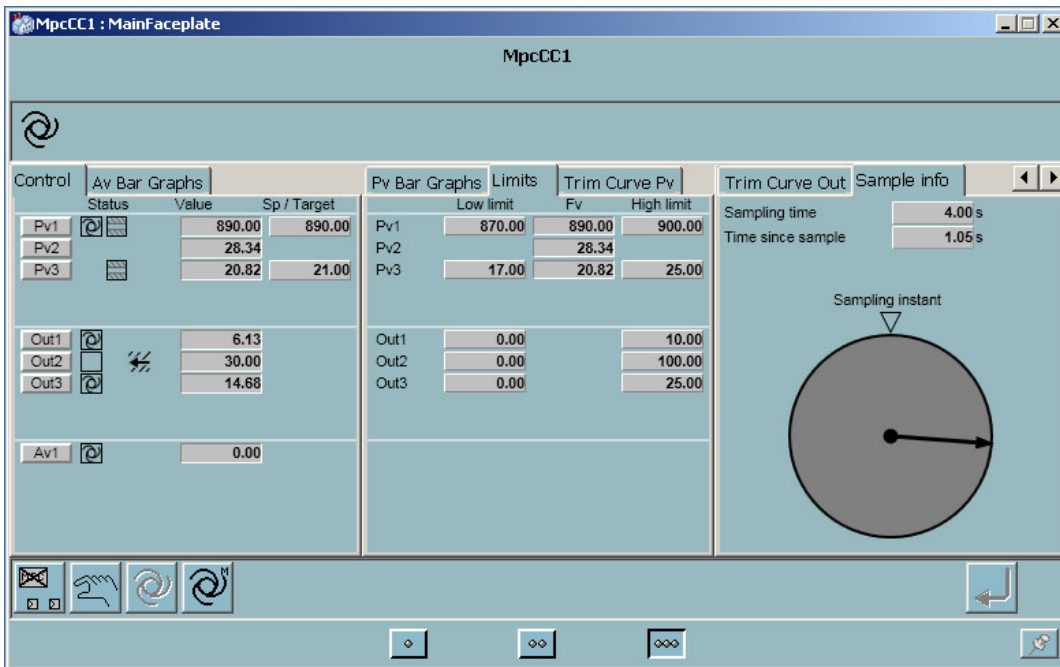 MpcCC1 : MainFaceplate
MpcCC1
Control Av Bar Graphs
Status Value Sp / Target
Pv1 890.00 890.00
Pv2 28.34
Pv3 20.82 21.00
Out1 6.13
Out2 30.00
Out3 14.68
Av1 0.00
Pv Bar Graphs Limits Trim Curve Pv
Low limit Fv High limit
Pv1 870.00 890.00 900.00
Pv2 28.34
Pv3 17.00 20.82 25.00
Out1 0.00 10.00
Out2 0.00 100.00
Out3 0.00 25.00
Trim Curve Out Sample info
Sampling time 4.00 s
Time since sample 1.05 s
Sampling instant
MPC
M